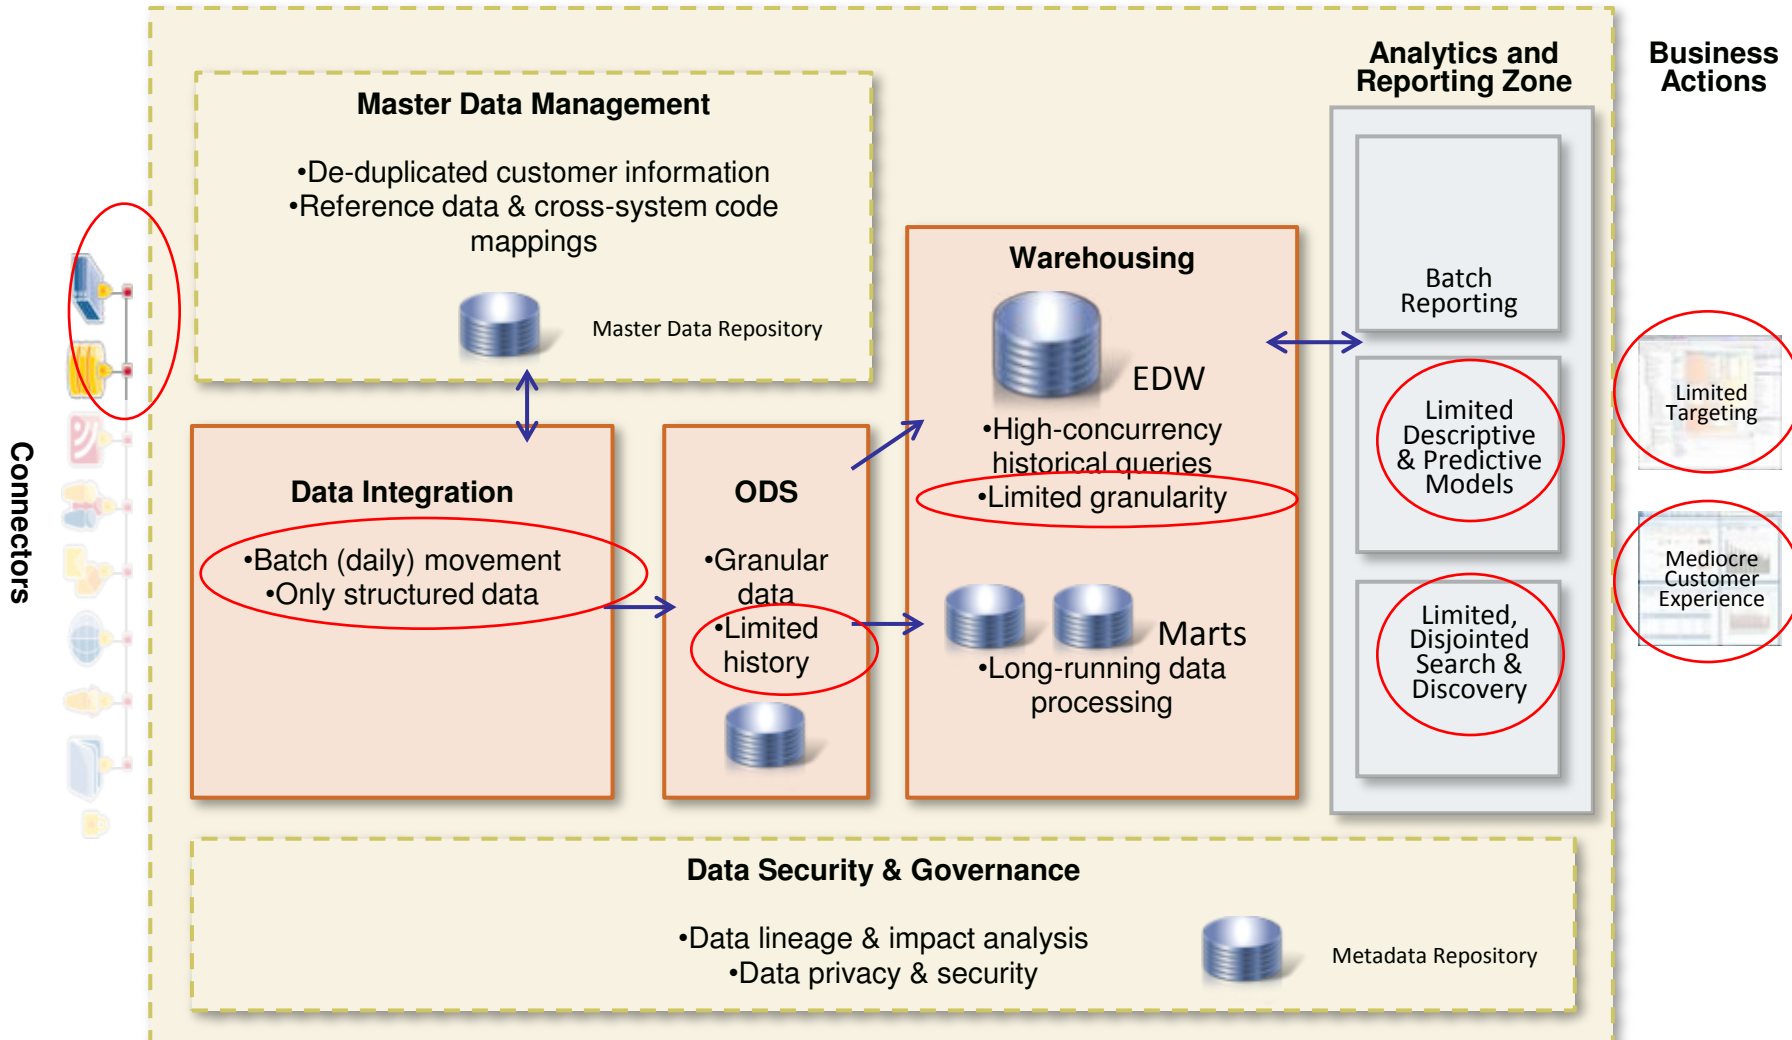 Connectors
Master Data Management
•De-duplicated customer information
•Reference data & cross-system code
mappings
Master Data Repository
Data Integration
•Batch (daily) movement
•Only structured data
ODS
•Granular
data
•Limited
history
Warehousing
EDW
•High-concurrency
historical queries
•Limited granularity
Marts
•Long-running data
processing
Analytics and
Reporting Zone
Batch
Reporting
Limited
Descriptive
& Predictive
Models
Limited,
Disjointed
Search &
Discovery
Business
Actions
Limited
Targeting
Mediocre
Customer
Experience
Data Security & Governance
•Data lineage & impact analysis
•Data privacy & security
Metadata Repository